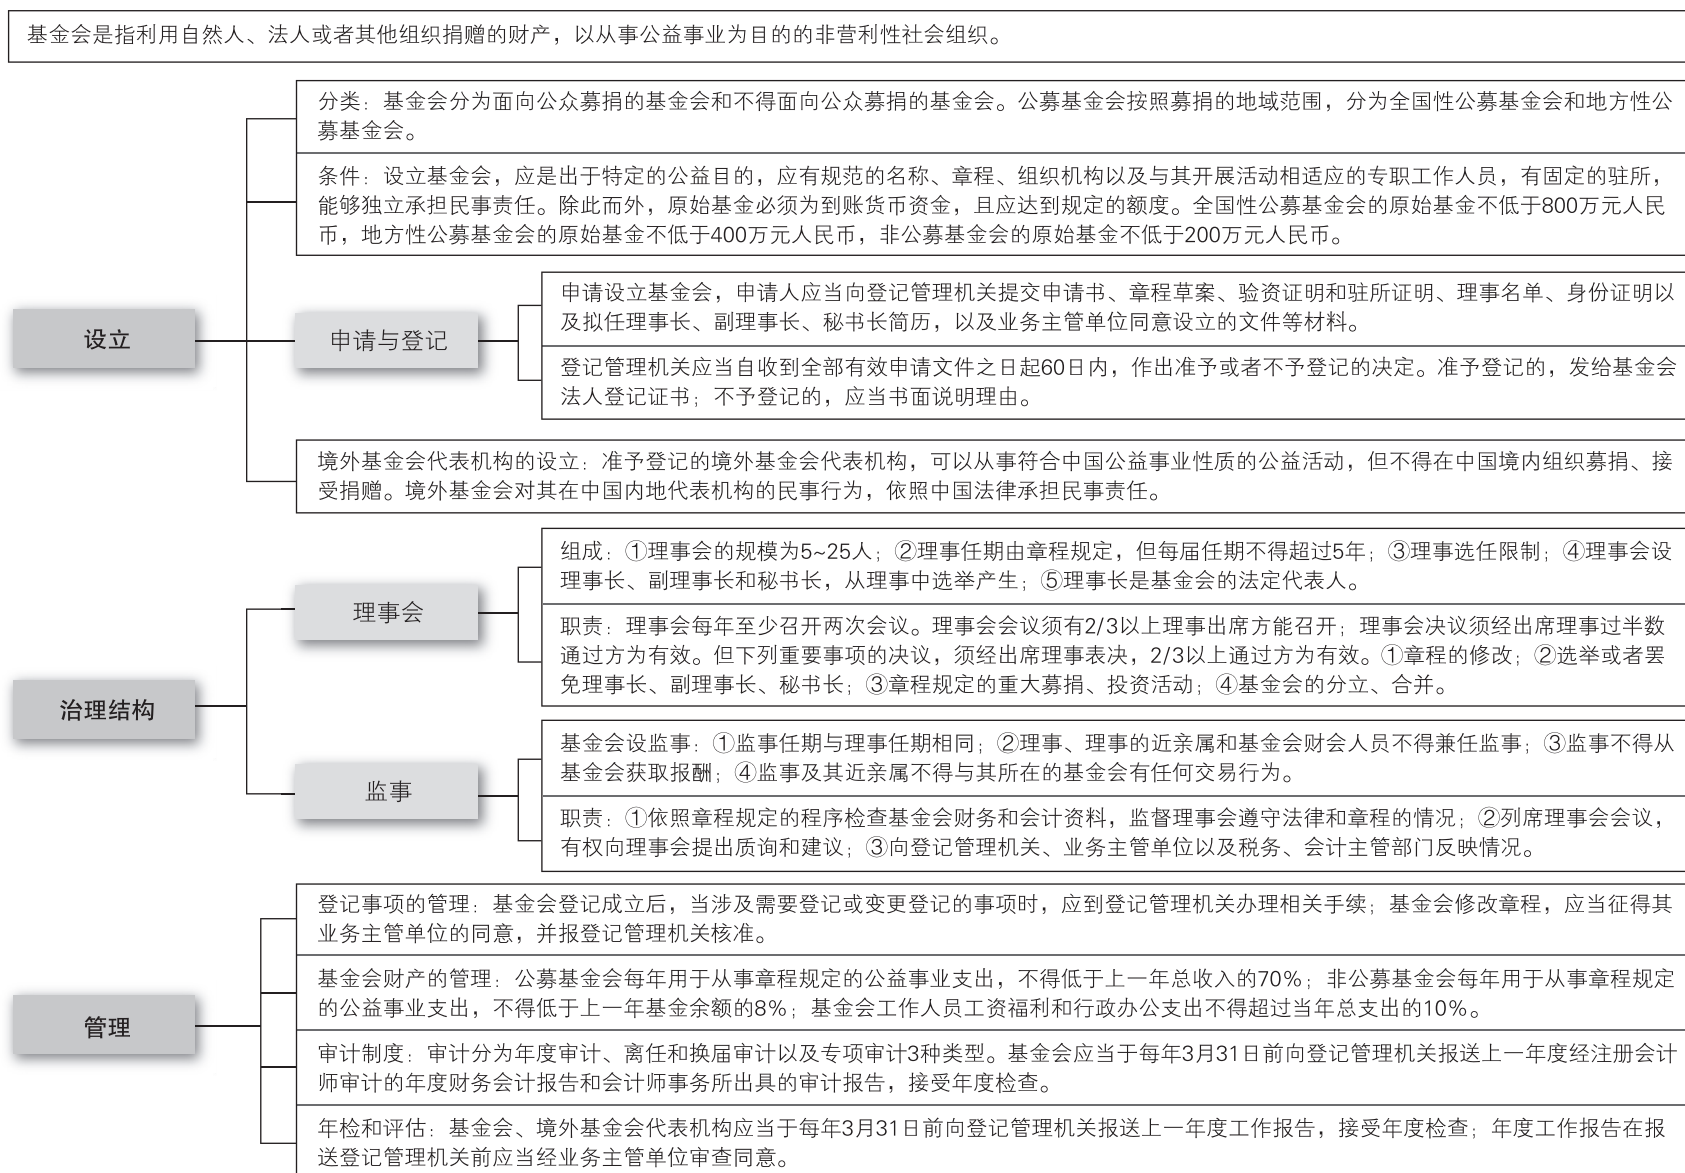 基金会是指利用自然人、法人或者其他组织捐赠的财产，以从事公益事业为目的的非营利性社会组织。
设立
分类：基金会分为面向公众募捐的基金会和不得面向公众募捐的基金会。公募基金会按照募捐的地域范围，分为全国性公募基金会和地方性公
募基金会。
条件：设立基金会，应是出于特定的公益目的，应有规范的名称、章程、组织机构以及与其开展活动相适应的专职工作人员，有固定的驻所，
能够独立承担民事责任。除此而外，原始基金必须为到账货币资金，且应达到规定的额度。全国性公募基金会的原始基金不低于800万元人民
币，地方性公募基金会的原始基金不低于400万元人民币，非公募基金会的原始基金不低于200万元人民币。
申请与登记
申请设立基金会，申请人应当向登记管理机关提交申请书、章程草案、验资证明和驻所证明、理事名单、身份证明以
及拟任理事长、副理事长、秘书长简历，以及业务主管单位同意设立的文件等材料。
登记管理机关应当自收到全部有效申请文件之日起60日内，作出准予或者不予登记的决定。准予登记的，发给基金会
法人登记证书；不予登记的，应当书面说明理由。
境外基金会代表机构的设立：准予登记的境外基金会代表机构，可以从事符合中国公益事业性质的公益活动，但不得在中国境内组织募捐、接
受捐赠。境外基金会对其在中国内地代表机构的民事行为，依照中国法律承担民事责任。
治理结构
理事会
组成：①理事会的规模为5~25人；②理事任期由章程规定，但每届任期不得超过5年；③理事选任限制；④理事会设
理事长、副理事长和秘书长，从理事中选举产生；⑤理事长是基金会的法定代表人。
职责：理事会每年至少召开两次会议。理事会会议须有2/3以上理事出席方能召开；理事会决议须经出席理事过半数
通过方为有效。但下列重要事项的决议，须经出席理事表决，2/3以上通过方为有效。①章程的修改；②选举或者罢
免理事长、副理事长、秘书长；③章程规定的重大募捐、投资活动；④基金会的分立、合并。
监事
基金会设监事：①监事任期与理事任期相同；②理事、理事的近亲属和基金会财会人员不得兼任监事；③监事不得从
基金会获取报酬；④监事及其近亲属不得与其所在的基金会有任何交易行为。
职责：①依照章程规定的程序检查基金会财务和会计资料，监督理事会遵守法律和章程的情况；②列席理事会会议，
有权向理事会提出质询和建议；③向登记管理机关、业务主管单位以及税务、会计主管部门反映情况。
管理
登记事项的管理：基金会登记成立后，当涉及需要登记或变更登记的事项时，应到登记管理机关办理相关手续；基金会修改章程，应当征得其
业务主管单位的同意，并报登记管理机关核准。
基金会财产的管理：公募基金会每年用于从事章程规定的公益事业支出，不得低于上一年总收入的70%；非公募基金会每年用于从事章程规定
的公益事业支出，不得低于上一年基金余额的8%；基金会工作人员工资福利和行政办公支出不得超过当年总支出的10%。
审计制度：审计分为年度审计、离任和换届审计以及专项审计3种类型。基金会应当于每年3月31日前向登记管理机关报送上一年度经注册会计
师审计的年度财务会计报告和会计师事务所出具的审计报告，接受年度检查。
年检和评估：基金会、境外基金会代表机构应当于每年3月31日前向登记管理机关报送上一年度工作报告，接受年度检查；年度工作报告在报
送登记管理机关前应当经业务主管单位审查同意。